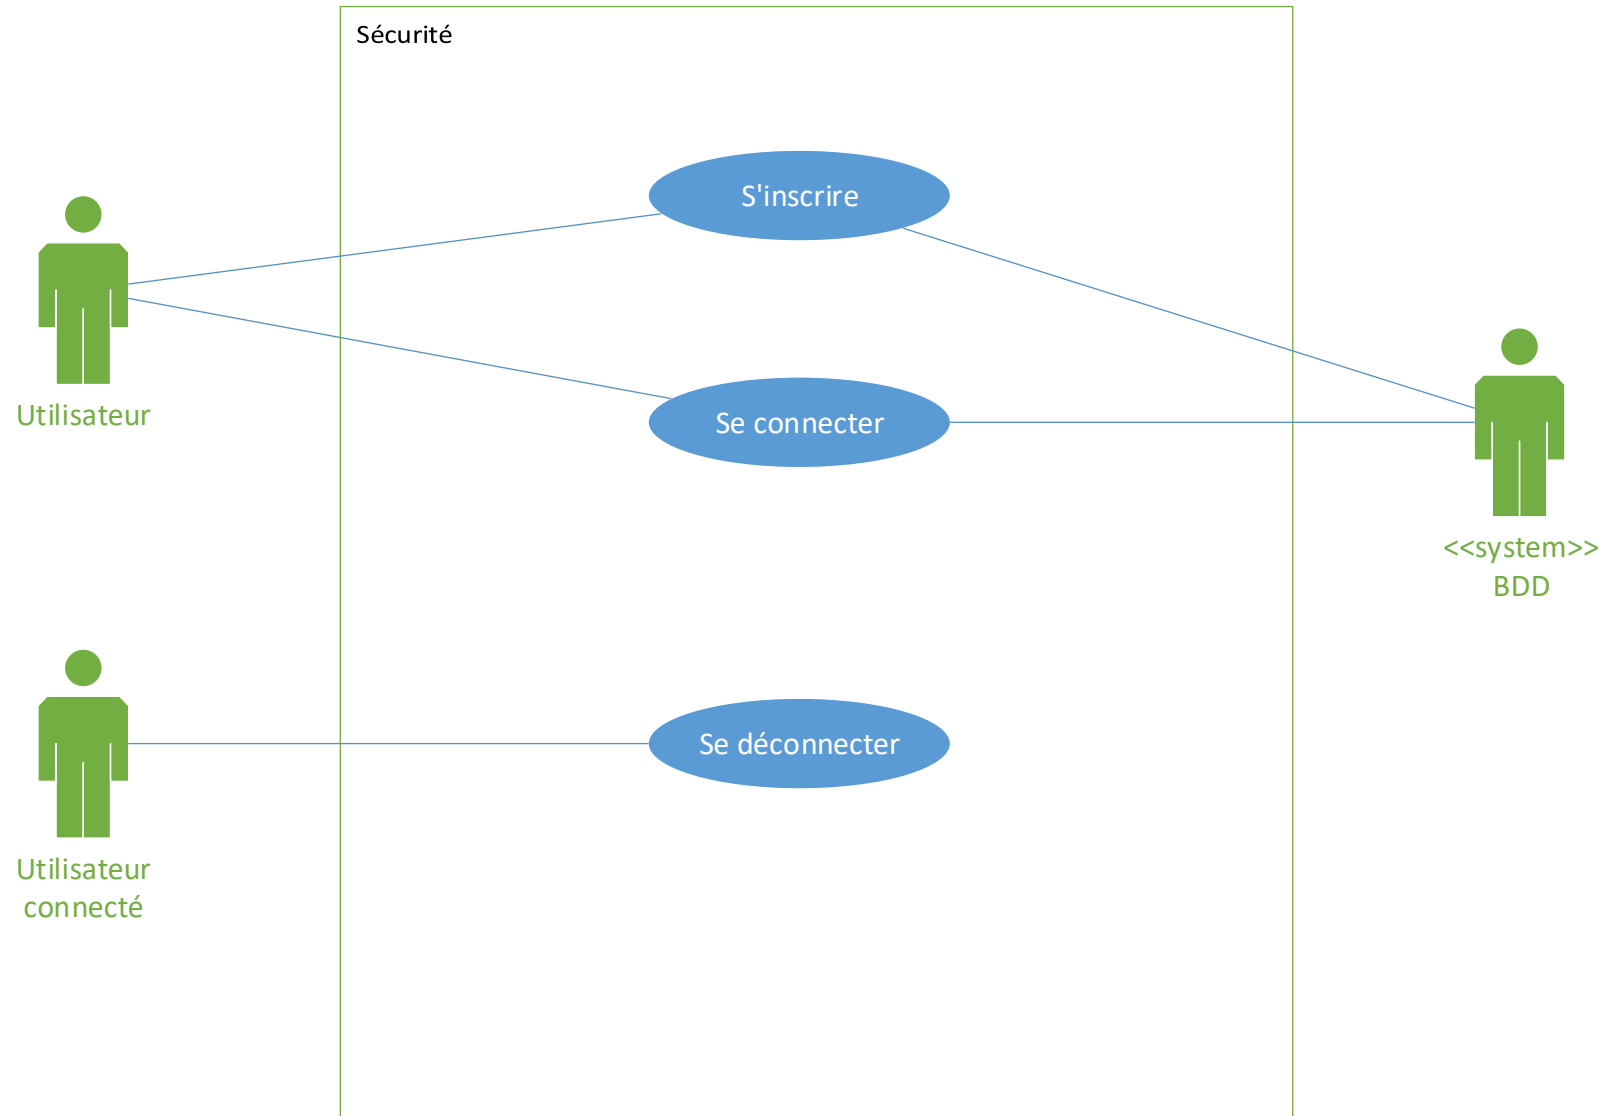 Sécurité
S'inscrire
Utilisateur
Se connecter
<<system>>
BDD
Se déconnecter
Utilisateur
connecté